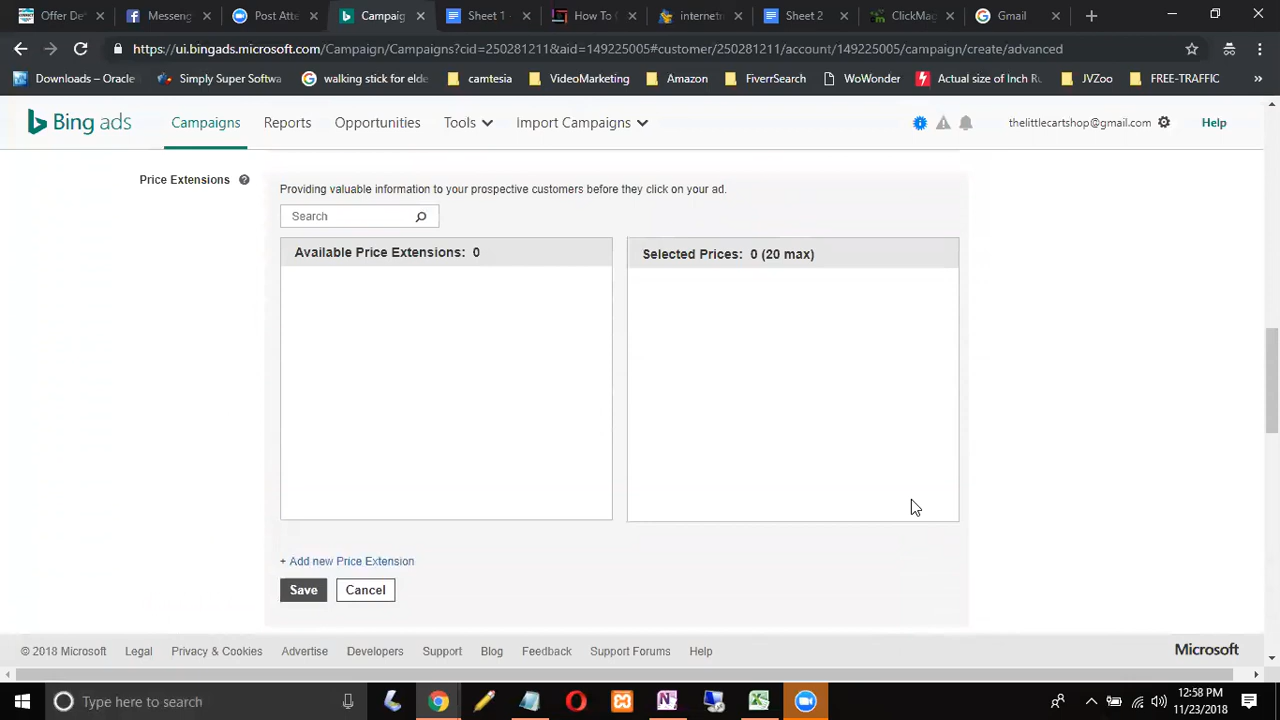 Offer De
Messeng
Post Atte
Campaig
Sheet 1
How To
internetn
Sheet 2
ClickMag
Gmail
https://ui.bingads.microsoft.com/Campaign/Campaigns?cid=250281211&aid=149225005#customer/250281211/account/149225005/campaign/create/advanced
Downloads – Oracle
Simply Super Softwa
walking stick for elde
camtesia
VideoMarketing
Amazon
FiverSearch
WoWonder
Actual size of Inch Ru
JVZoo
FREE-TRAFFIC
Bing ads
Campaigns
Reports
Opportunities
Tools
Import Campaigns
thelittlecartshop@gmail.com
Help
Price Extensions
Providing valuable information to your prospective customers before they click on your ad.
Search
Available Price Extensions: 0
Selected Prices: 0 (20 max)
+ Add new Price Extension
Save
Cancel
© 2018 Microsoft
Legal
Privacy & Cookies
Advertise
Developers
Support
Blog
Feedback
Support Forums
Help
Microsoft
Type here to search
12:58 PM
11/23/2018